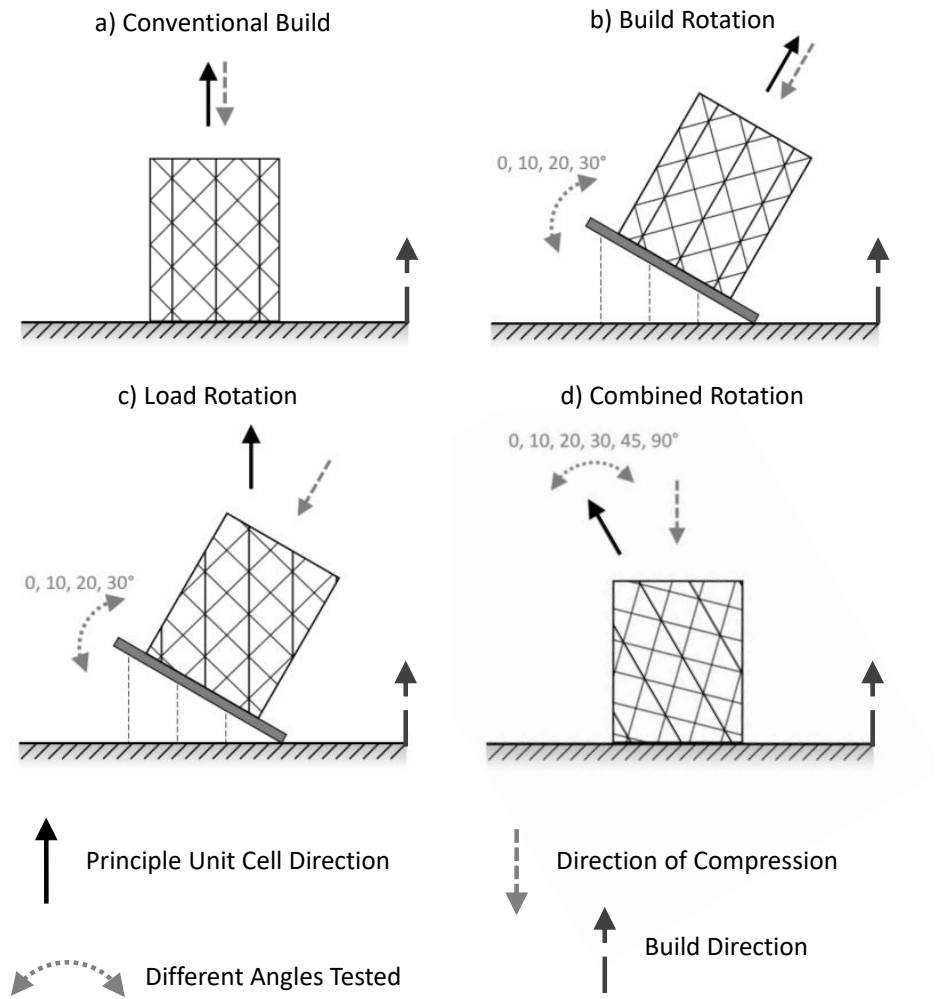 a) Conventional Build
b) Build Rotation
0, 10, 20, 30°
c) Load Rotation
d) Combined Rotation
0, 10, 20, 30, 45, 90°
0, 10, 20, 30°
Principle Unit Cell Direction
Direction of Compression
Build Direction
Different Angles Tested